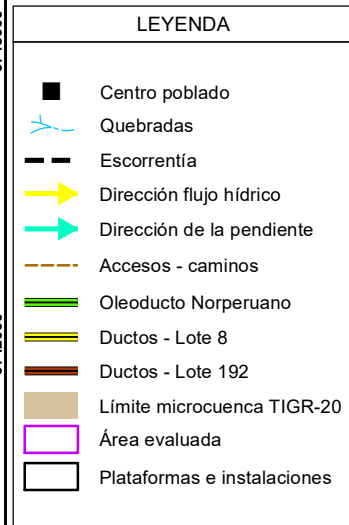 LEYENDA
Centro poblado
Quebradas
Escorrentía
Dirección flujo hídrico
Dirección de la pendiente
Accesos - caminos
Oleoducto Norperuano
Ductos - Lote 8
Ductos - Lote 192
Límite microcuenca TIGR-20
Área evaluada
Plataformas e instalaciones